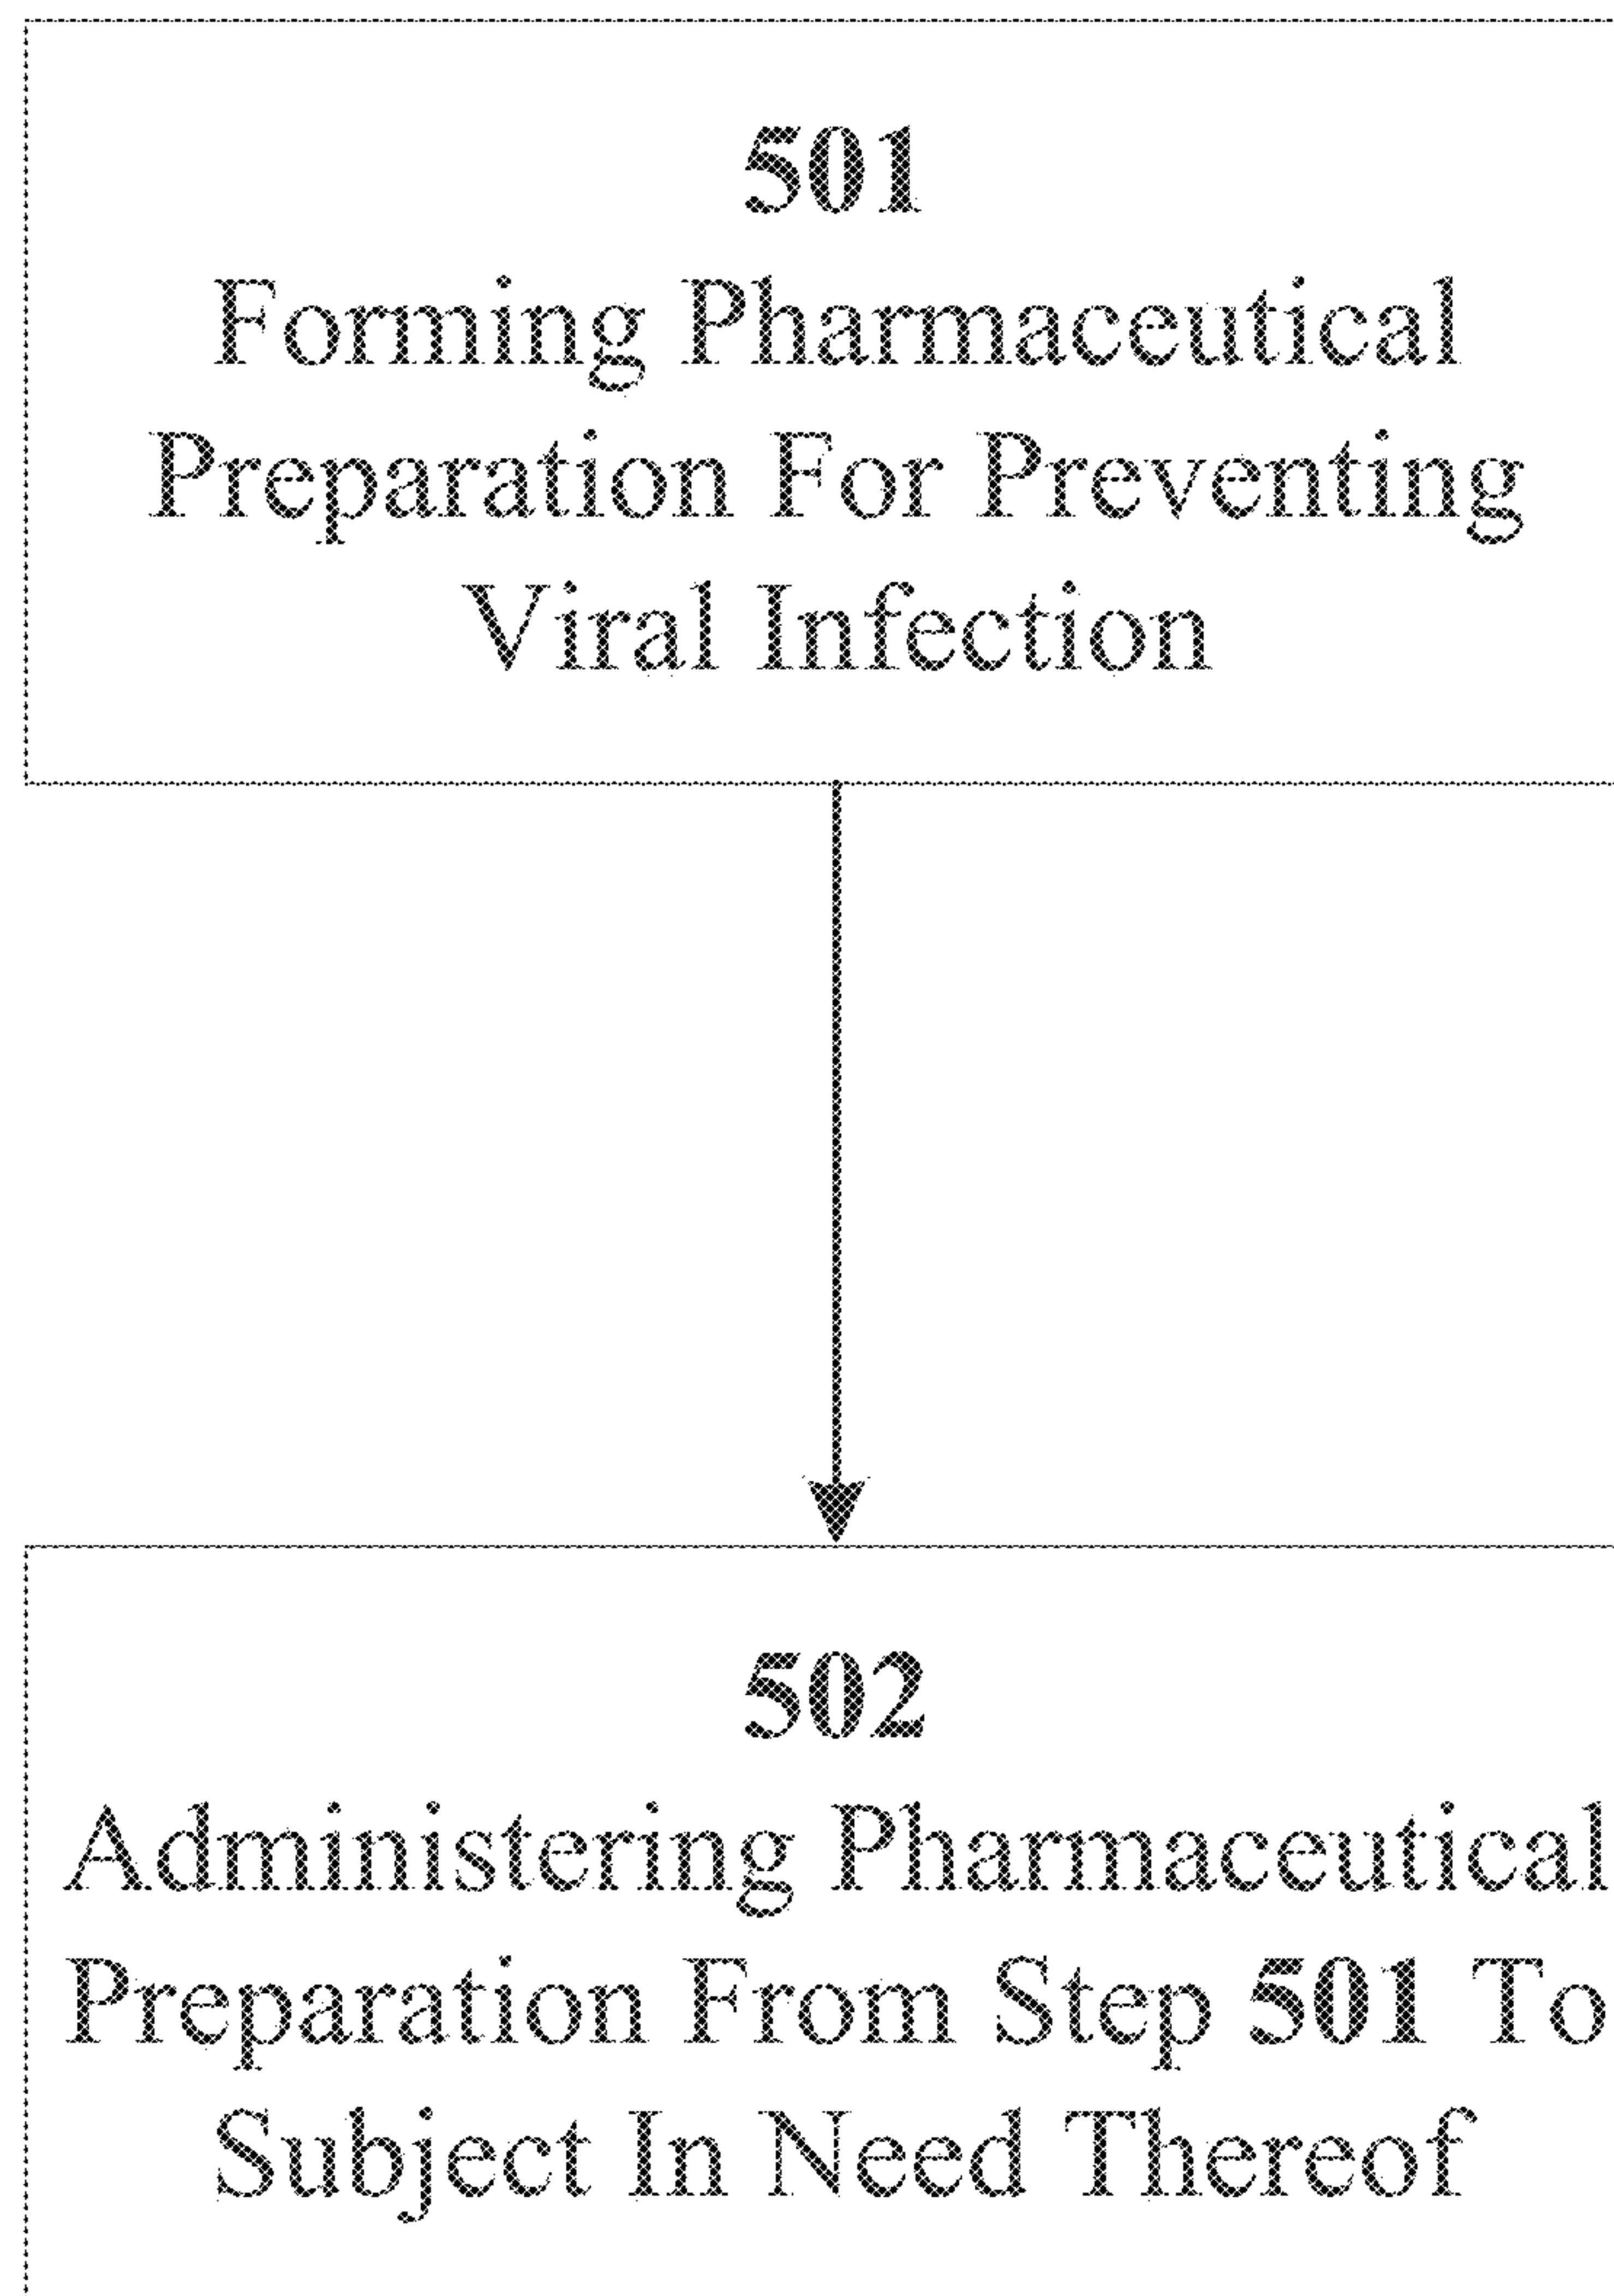 501
Forming Pharmaceutical
Preparation For Preventing
Viral Infection
502
Administering Pharmaceutical
Preparation From Step 501 To
Subject In Need Thereof